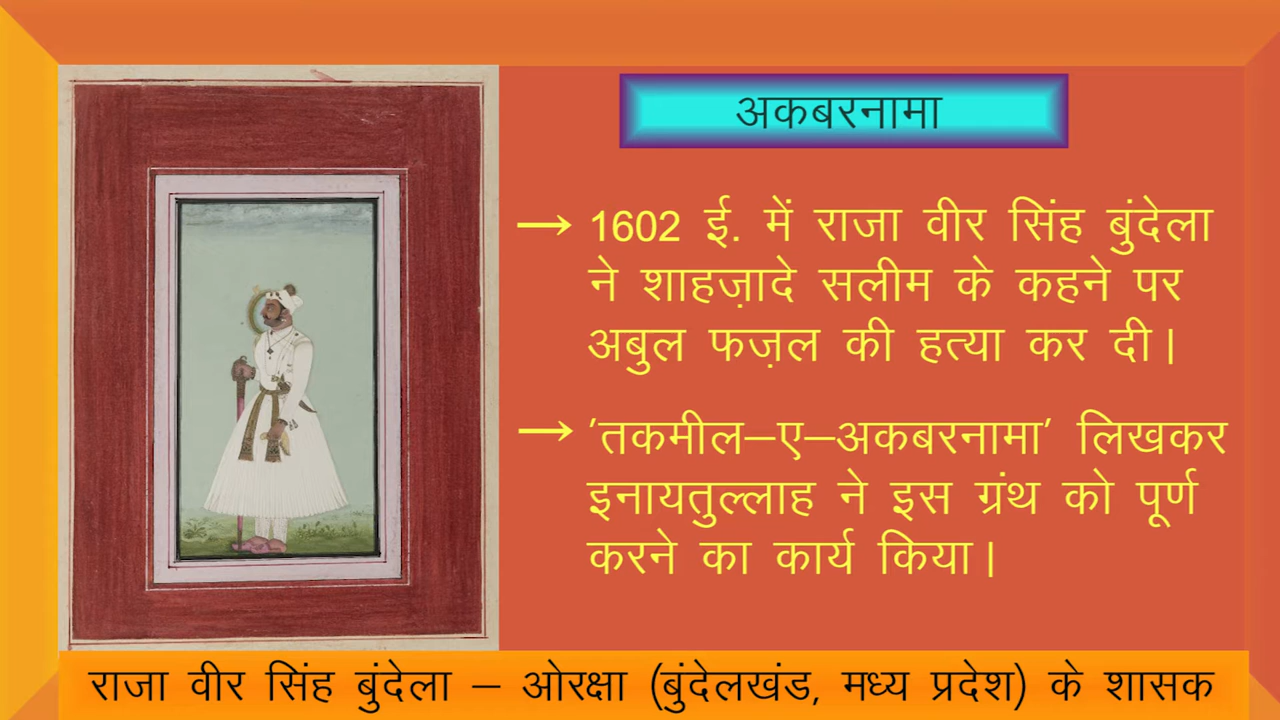 अकबरनामा
→ 1602 ई. में राजा वीर सिंह बुंदेला
ने शाहज़ादे सलीम के कहने पर
अबुल फज़ल की हत्या कर दी।
→ ’तकमील–ए–अकबरनामा’ लिखकर
इनायतुल्लाह ने इस ग्रंथ को पूर्ण
करने का कार्य किया।
राजा वीर सिंह बुंदेला – ओरक्षा (बुंदेलखंड, मध्य प्रदेश) के शासक